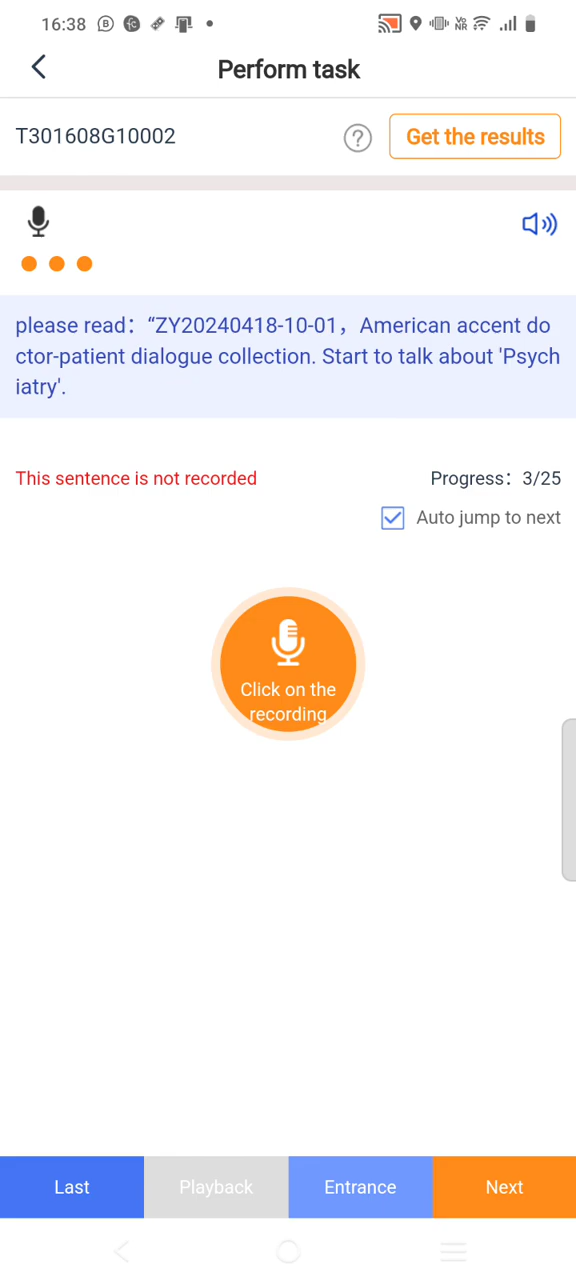 16:38
Perform task
T301608G10002
Get the results
please read：“ZY20240418-10-01，American accent do
ctor-patient dialogue collection. Start to talk about 'Psych
iatry'.
This sentence is not recorded
Progress：3/25
Auto jump to next
Click on the
recording
Last
Playback
Entrance
Next